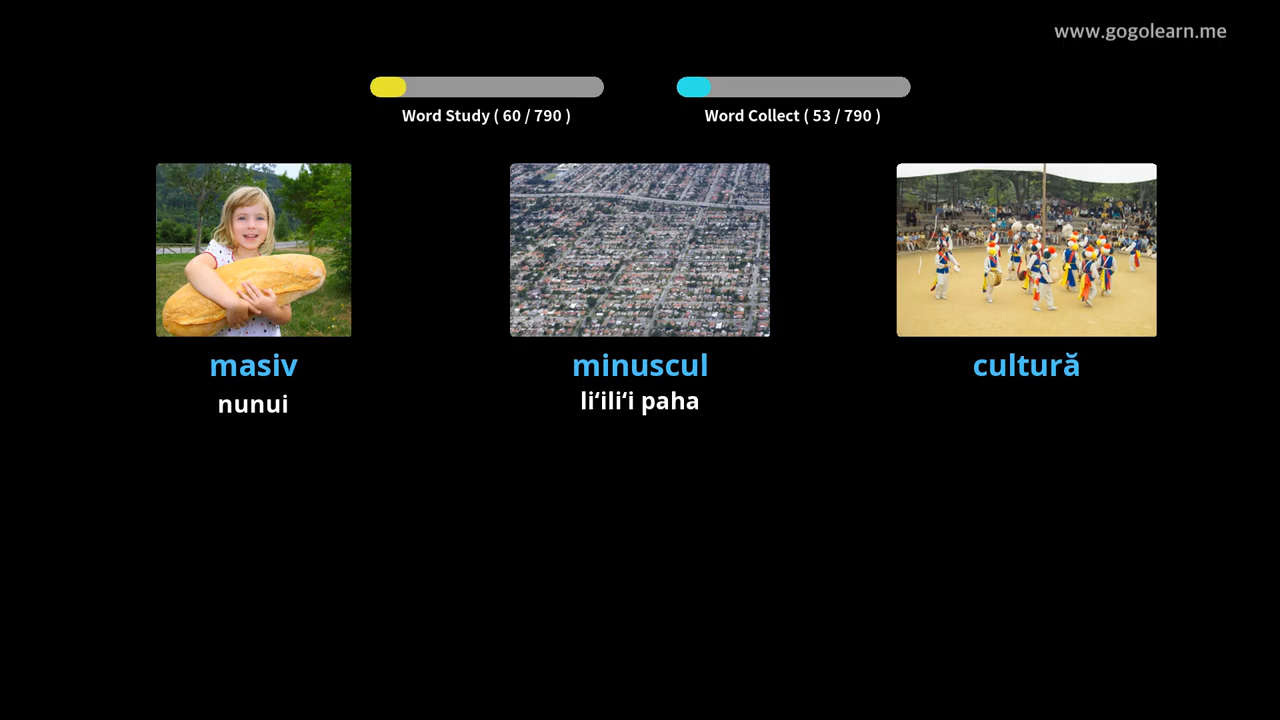 www.gogolearn.me
Word Study ( 60 / 790 )
Word Collect ( 53 / 790 )
masiv
minuscul
cultură
nunui
liʻiliʻi paha